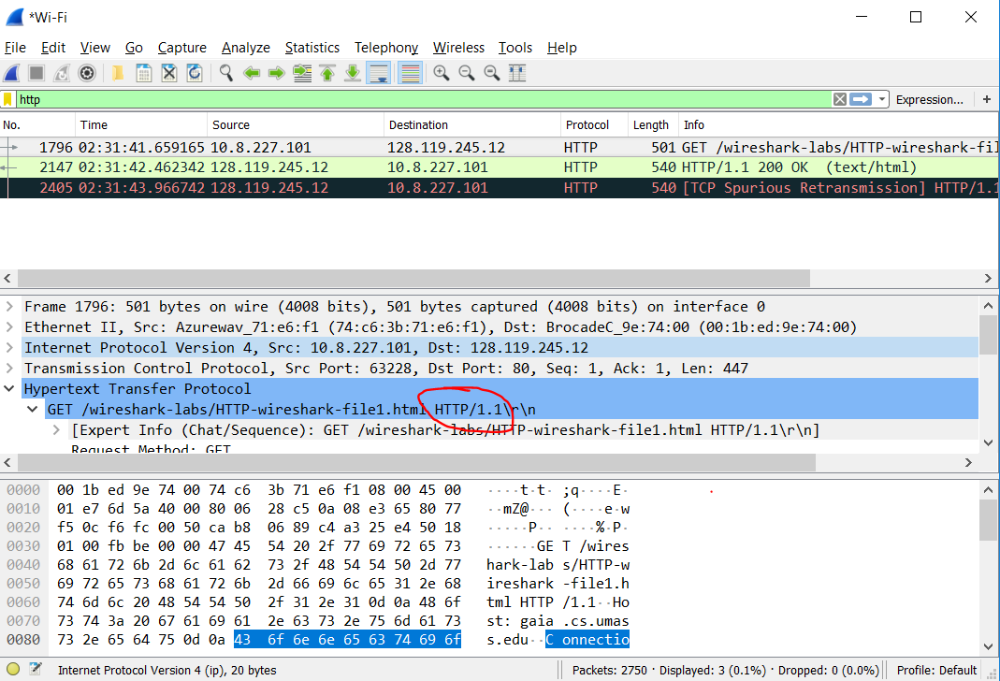 *Wi-Fi
File Edit View Go Capture Analyze Statistics Telephony Wireless Tools Help
http Expression... +
No. Time Source Destination Protocol Length Info
1796 02:31:41.659165 10.8.227.101 128.119.245.12 HTTP 501 GET /wireshark-labs/HTTP-wireshark-fil
2147 02:31:42.462342 128.119.245.12 10.8.227.101 HTTP 540 HTTP/1.1 200 OK (text/html)
2405 02:31:43.966742 128.119.245.12 10.8.227.101 HTTP 540 [TCP Spurious Retransmission] HTTP/1.1
Frame 1796: 501 bytes on wire (4008 bits), 501 bytes captured (4008 bits) on interface 0
Ethernet II, Src: Azurewav_71:e6:f1 (74:c6:3b:71:e6:f1), Dst: BrocadeC_9e:74:00 (00:1b:ed:9e:74:00)
Internet Protocol Version 4, Src: 10.8.227.101, Dst: 128.119.245.12
Transmission Control Protocol, Src Port: 63228, Dst Port: 80, Seq: 1, Ack: 1, Len: 447
Hypertext Transfer Protocol
GET /wireshark-labs/HTTP-wireshark-file1.html HTTP/1.1\r\n
[Expert Info (Chat/Sequence): GET /wireshark-labs/HTTP-wireshark-file1.html HTTP/1.1\r\n]
Request Method: GET
0000 00 1b ed 9e 74 00 74 c6 3b 71 e6 f1 08 00 45 00 ····t·t· ;q····E·
0010 01 e7 6d 5a 40 00 80 06 28 c5 0a 08 e3 65 80 77 ··mZ@··· (····e·w
0020 f5 0c f6 fc 00 50 ca b8 06 89 c4 a3 25 e4 50 18 ·····P·· ····%·P·
0030 01 00 fb be 00 00 47 45 54 20 2f 77 69 72 65 73 ······GE T /wires
0040 68 61 72 6b 2d 6c 61 62 73 2f 48 54 54 50 2d 77 hark-lab s/HTTP-w
0050 69 72 65 73 68 61 72 6b 2d 66 69 6c 65 31 2e 68 ireshark -file1.h
0060 74 6d 6c 20 48 54 54 50 2f 31 2e 31 0d 0a 48 6f tml HTTP /1.1··Ho
0070 73 74 3a 20 67 61 69 61 2e 63 73 2e 75 6d 61 73 st: gaia .cs.umas
0080 73 2e 65 64 75 0d 0a 43 6f 6e 6e 65 63 74 69 6f s.edu··C onnectio
Internet Protocol Version 4 (ip), 20 bytes Packets: 2750 · Displayed: 3 (0.1%) · Dropped: 0 (0.0%) Profile: Default